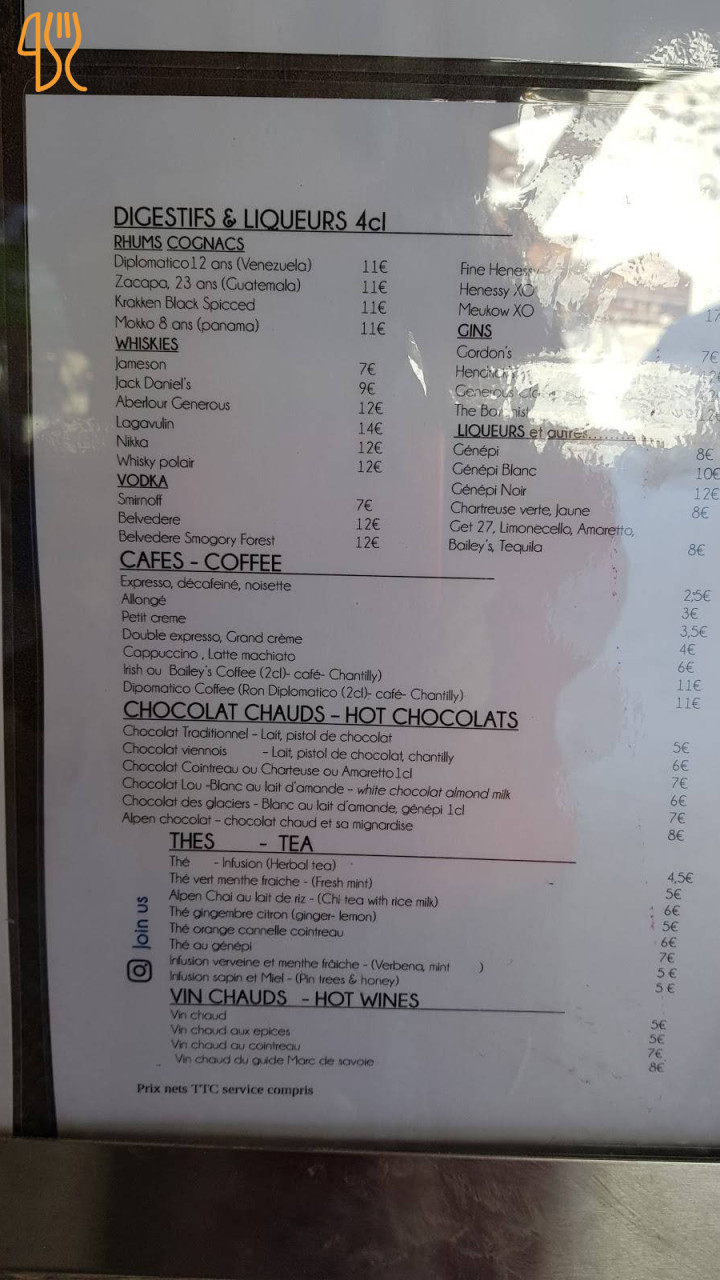 DIGESTIFS & LIQUEURS 4cl
RHUMS COGNACS
Diplomatico12 ans (Venezuela) 11€
Zacapa, 23 ans (Guatemala) 11€
Krakken Black Spicced 11€
Mokko 8 ans (panama) 11€
WHISKIES
Jameson 7€
Jack Daniel's 9€
Aberlour Generous 12€
Lagavulin 14€
Nikka 12€
Whisky polair 12€
VODKA
Smirnoff 7€
Belvedere 12€
Belvedere Smogory Forest 12€
Fine Henessy
Henessy XO
Meukow XO
GINS
Gordon's 7€
The
LIQUEURS et autres........
Génépi 8€
Génépi Blanc 10€
Génépi Noir 12€
Chartreuse verte, Jaune 8€
Get 27, Limonecello, Amaretto,
Bailey's, Tequila 8€
CAFES - COFFEE
Expresso, décafeiné, noisette 2,5€
Allongé 3€
Petit creme 3,5€
Double expresso, Grand crème 4€
Cappuccino , Latte machiato 6€
Irish ou Bailey's Coffee (2cl)- café- Chantilly) 11€
Dipomatico Coffee (Ron Diplomatico (2cl)- café- Chantilly) 11€
CHOCOLAT CHAUDS - HOT CHOCOLATS
Chocolat Traditionnel - Lait, pistol de chocolat 5€
Chocolat viennois - Lait, pistol de chocolat, chantilly 6€
Chocolat Cointreau ou Charteuse ou Amaretto 1cl 7€
Chocolat Lou -Blanc au lait d'amande - white chocolat almond milk 6€
Chocolat des glaciers - Blanc au lait d'amande, génépi 1cl 7€
Alpen chocolat - chocolat chaud et sa mignardise 8€
THES - TEA
Thé - Infusion (Herbal tea) 4,5€
Thé vert menthe fraiche - (Fresh mint) 5€
Alpen Chai au lait de riz - (Chi tea with rice milk) 6€
Thé gingembre citron (ginger- lemon) 5€
Thé orange cannelle cointreau 6€
Thé au génépi 7€
Infusion verveine et menthe frâiche - (Verbena, mint ) 5€
Infusion sapin et Miel - (Pin trees & honey) 5€
VIN CHAUDS - HOT WINES
Vin chaud 5€
Vin chaud aux epices 5€
Vin chaud au cointreau 7€
Vin chaud du guide Marc de savoie 8€
Join us
Prix nets TTC service compris